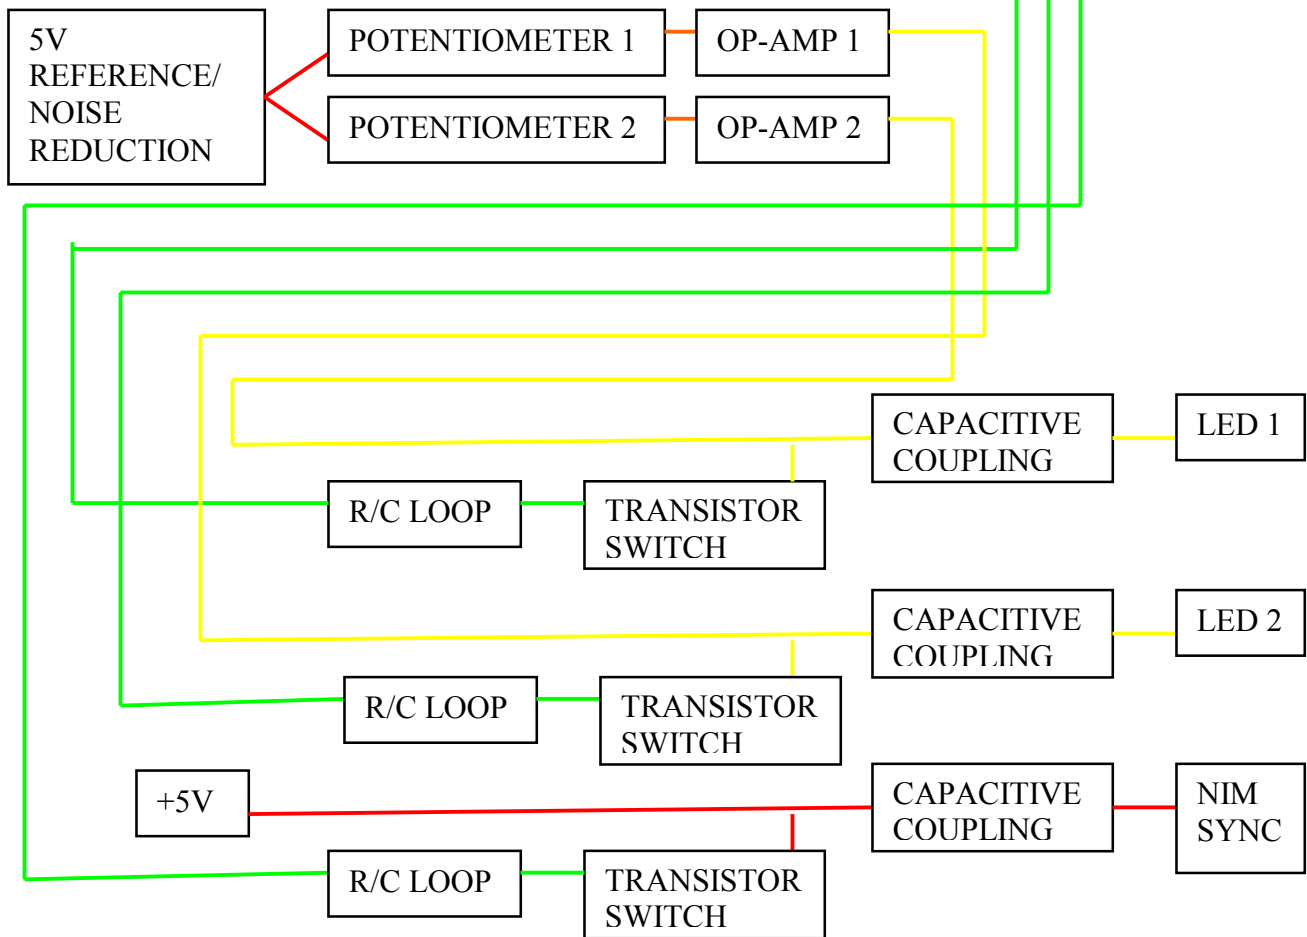 5V
REFERENCE/
NOISE
REDUCTION
POTENTIOMETER 1
OP-AMP 1
POTENTIOMETER 2
OP-AMP 2
CAPACITIVE
COUPLING
LED 1
R/C LOOP
TRANSISTOR
SWITCH
CAPACITIVE
COUPLING
LED 2
R/C LOOP
TRANSISTOR
SWITCH
+5V
CAPACITIVE
COUPLING
NIM
SYNC
R/C LOOP
TRANSISTOR
SWITCH